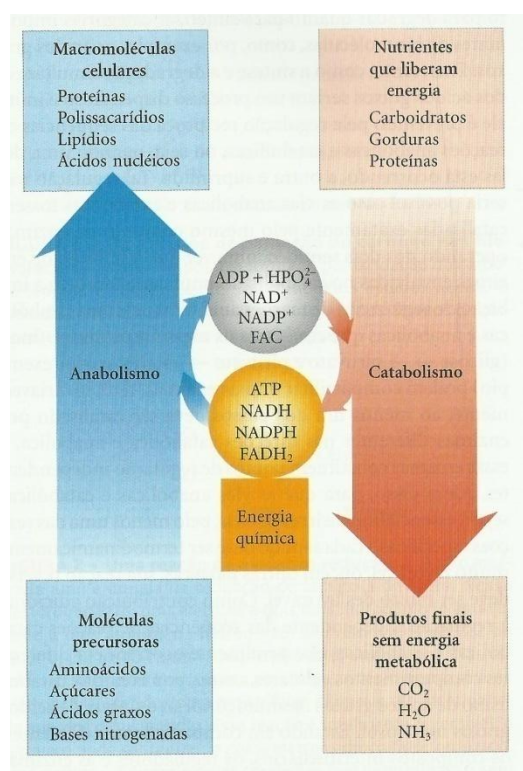 Macromoléculas
celulares
Proteínas
Polissacarídios
Lipídios
Ácidos nucléicos
Nutrientes
que liberam
energia
Carboidratos
Gorduras
Proteínas
ADP + HPO₄²⁻
NAD⁺
NADP⁺
FAC
Anabolismo
Catabolismo
ATP
NADH
NADPH
FADH₂
Energia
química
Moléculas
precursoras
Aminoácidos
Açúcares
Ácidos graxos
Bases nitrogenadas
Produtos finais
sem energia
metabólica
CO₂
H₂O
NH₃